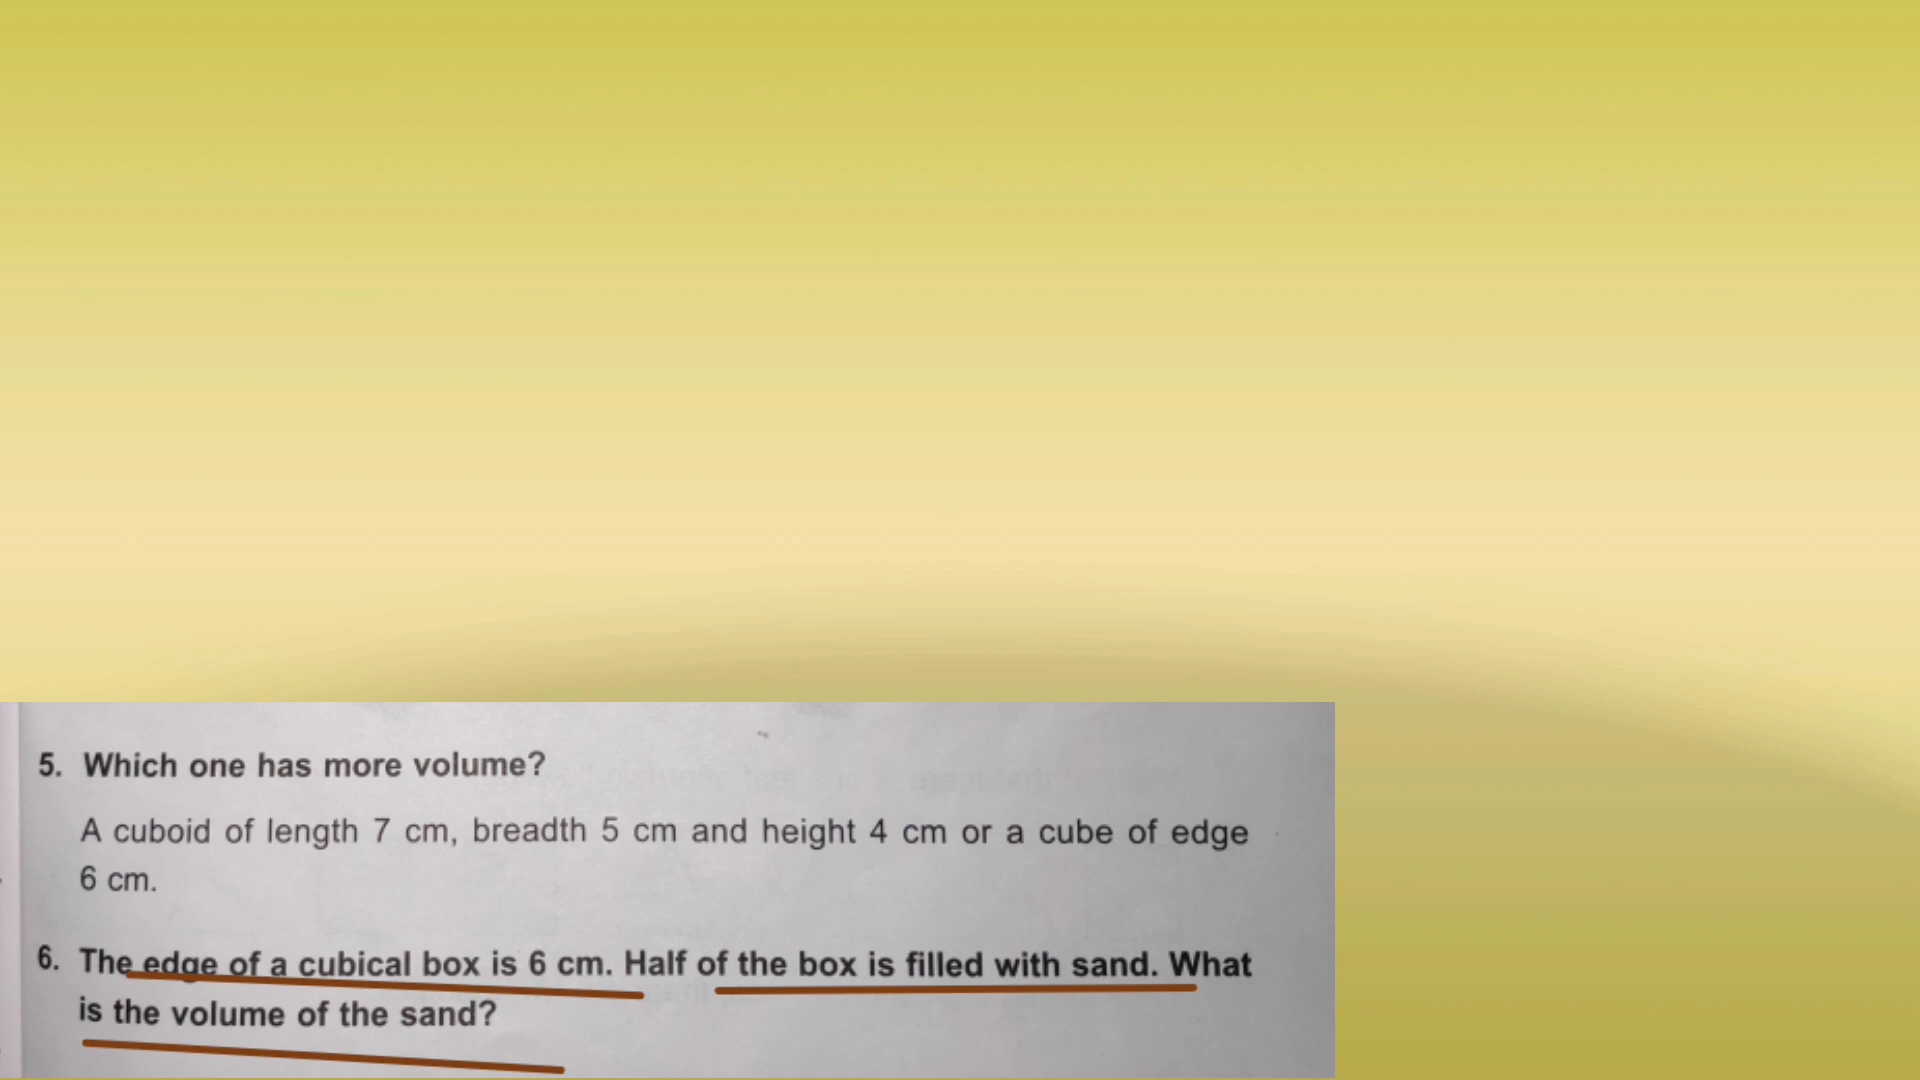 5. Which one has more volume?
A cuboid of length 7 cm, breadth 5 cm and height 4 cm or a cube of edge
6 cm.
6. The edge of a cubical box is 6 cm. Half of the box is filled with sand. What
is the volume of the sand?